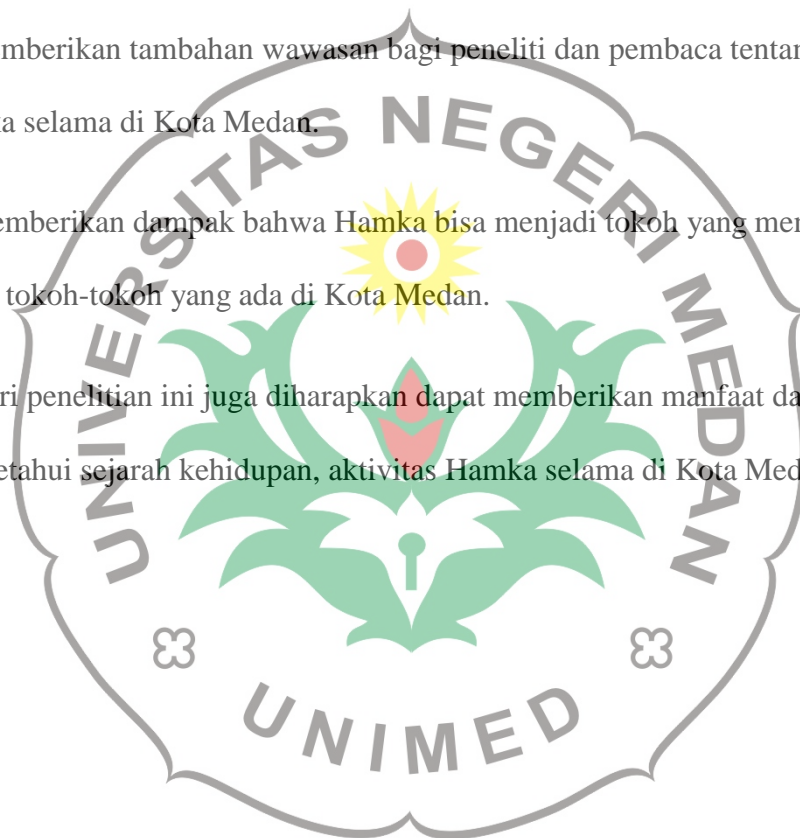 mberikan tambahan wawasan bagi peneliti dan pembaca tentan
ka selama di Kota Medan.
emberikan dampak bahwa Hamka bisa menjadi tokoh yang men
tokoh-tokoh yang ada di Kota Medan.
ri penelitian ini juga diharapkan dapat memberikan manfaat da
etahui sejarah kehidupan, aktivitas Hamka selama di Kota Med
UNIVERSITAS NEGERI MEDAN
UNIMED